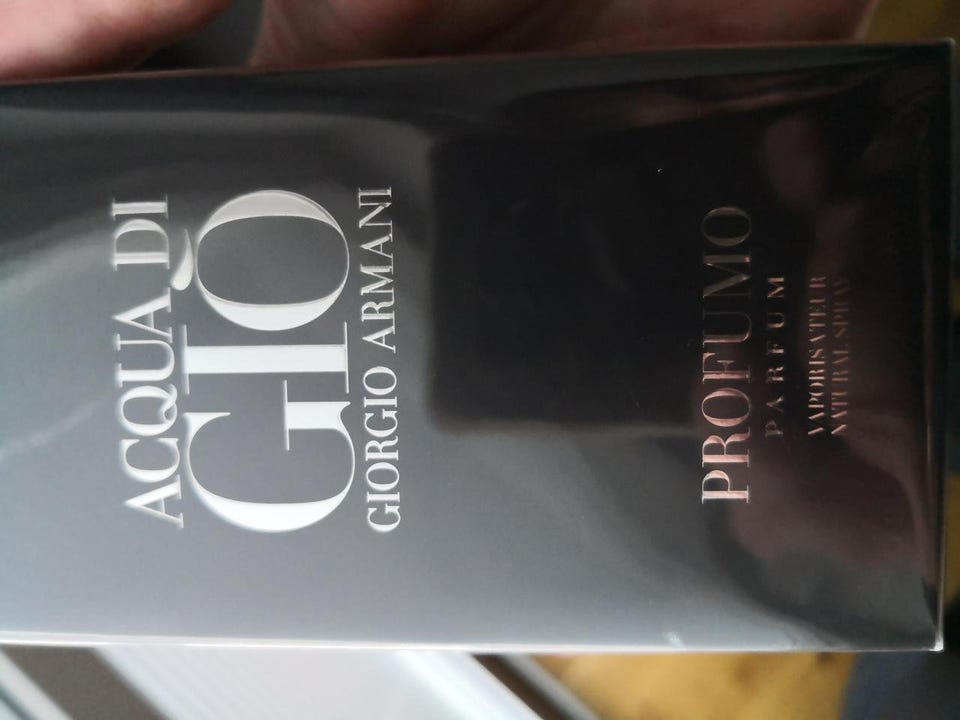 ACQUA DI
GIÒ
GIORGIO ARMANI
PROFUMO
PARFUM
VAPORISATEUR
NATURAL SPRAY